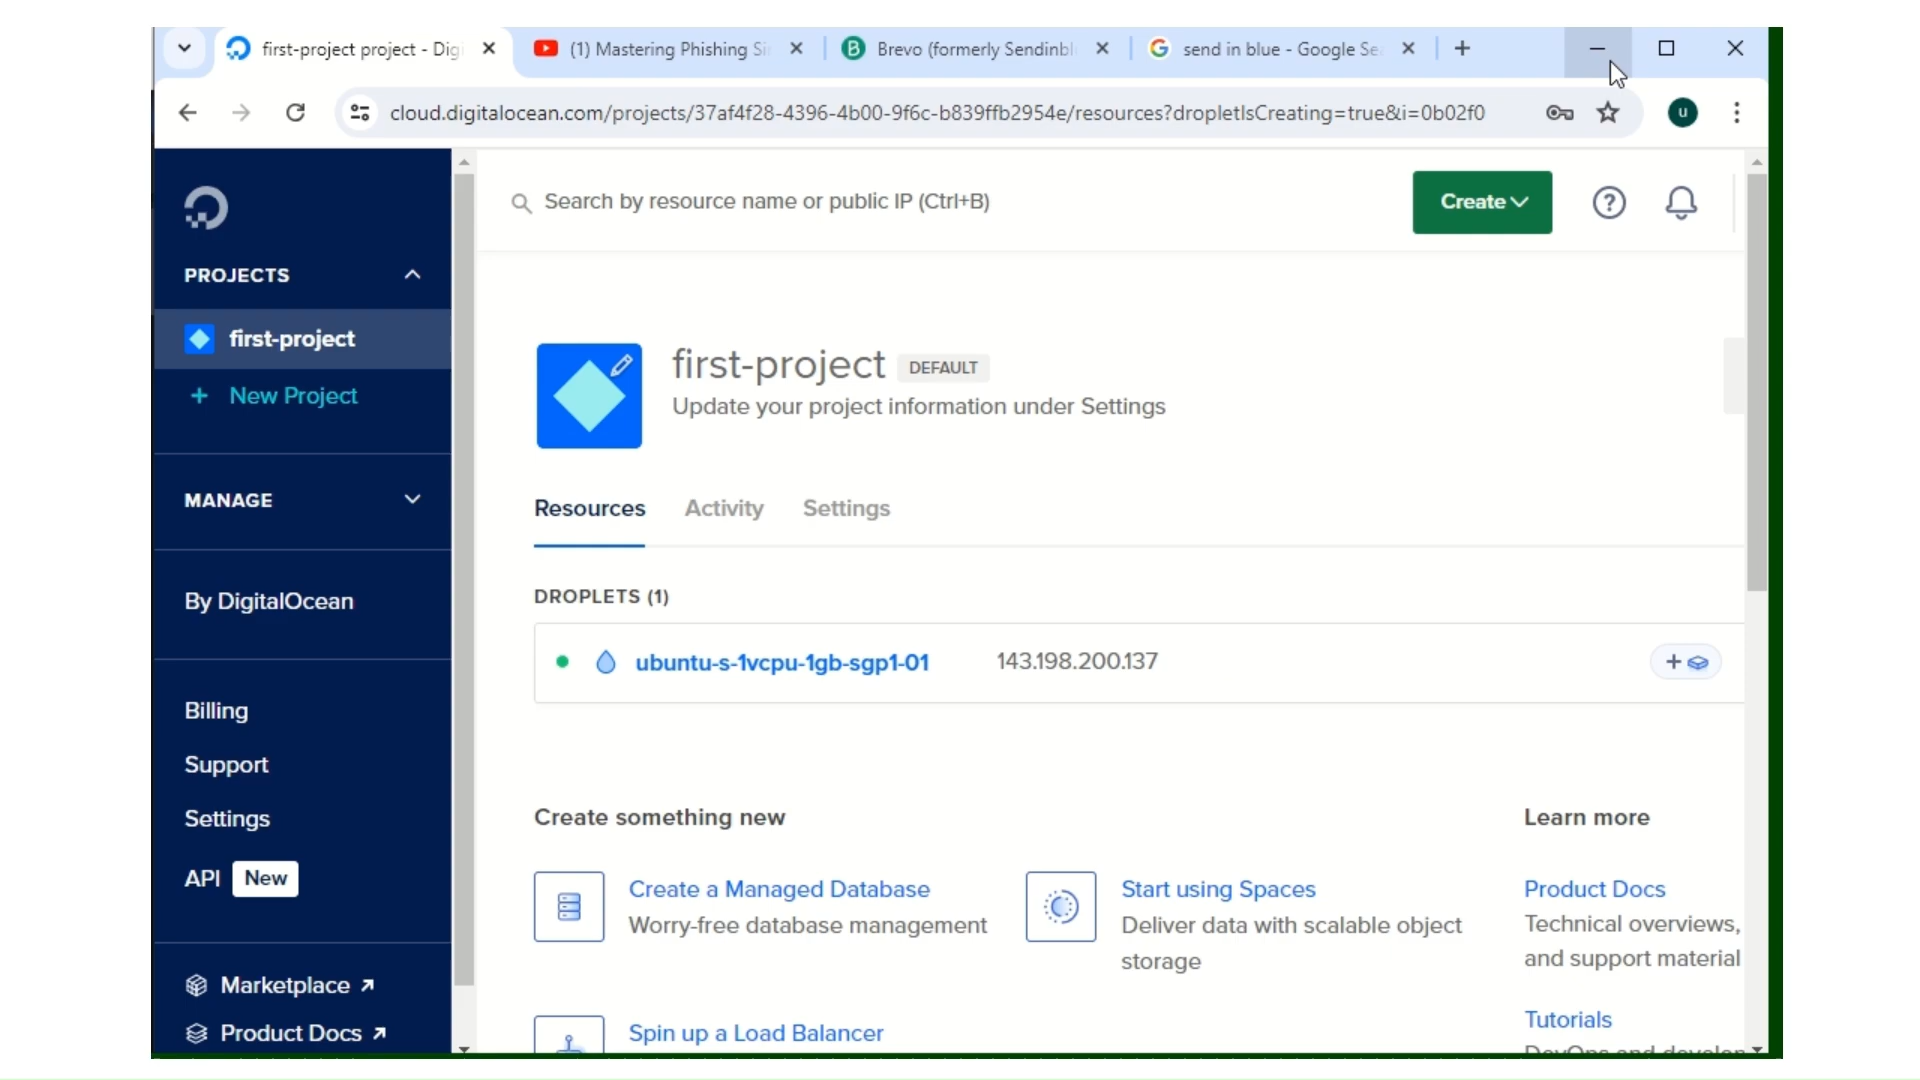 first-project project - Dig
(1) Mastering Phishing Si
Brevo (formerly Sendinbl
send in blue - Google Se
cloud.digitalocean.com/projects/37af4f28-4396-4b00-9f6c-b839ffb2954e/resources?dropletIsCreating=true&i=0b02f0
u
Search by resource name or public IP (Ctrl+B)
Create
PROJECTS
first-project
New Project
MANAGE
By DigitalOcean
Billing
Support
Settings
API New
Marketplace
Product Docs
first-project DEFAULT
Update your project information under Settings
Resources Activity Settings
DROPLETS (1)
ubuntu-s-1vcpu-1gb-sgp1-01 143.198.200.137
Create something new
Create a Managed Database
Worry-free database management
Start using Spaces
Deliver data with scalable object
storage
Spin up a Load Balancer
Learn more
Product Docs
Technical overviews,
and support material
Tutorials
DevOps and develop